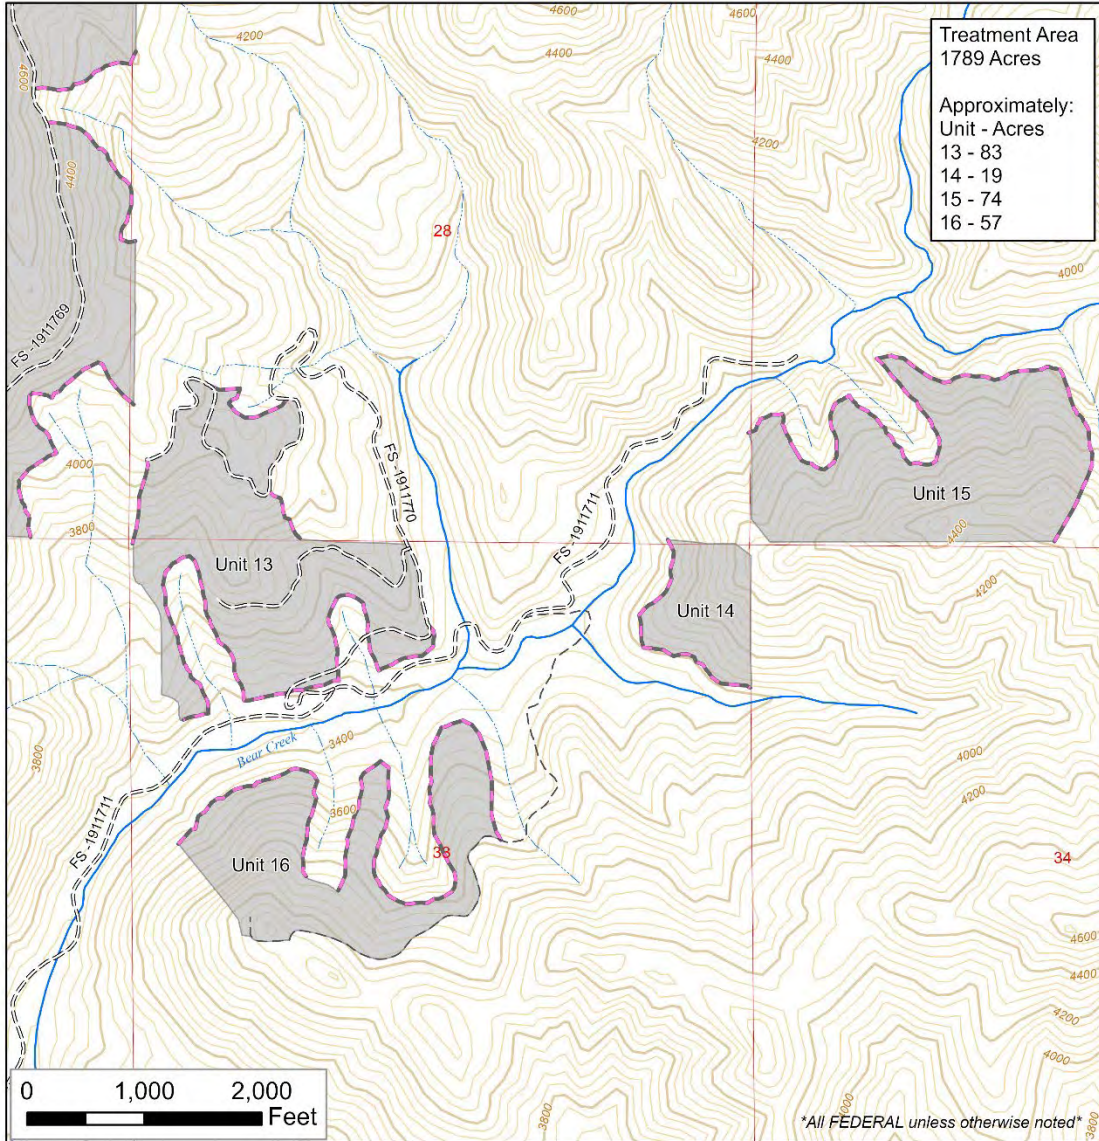 4600
4600
4200
4400
4400
4600
Treatment Area
1789 Acres
Approximately:
Unit - Acres
13 - 83
14 - 19
15 - 74
16 - 57
4200
4400
28
4000
FS -1911769
FS -1911770
4000
Unit 15
FS -1911711
3800
4400
Unit 13
4200
Unit 14
Bear Creek
3400
3800
4000
4200
3600
FS -1911711
33
34
Unit 16
4600
4400
4200
4000
0 1,000 2,000
Feet
3800
4000
3800
*All FEDERAL unless otherwise noted*